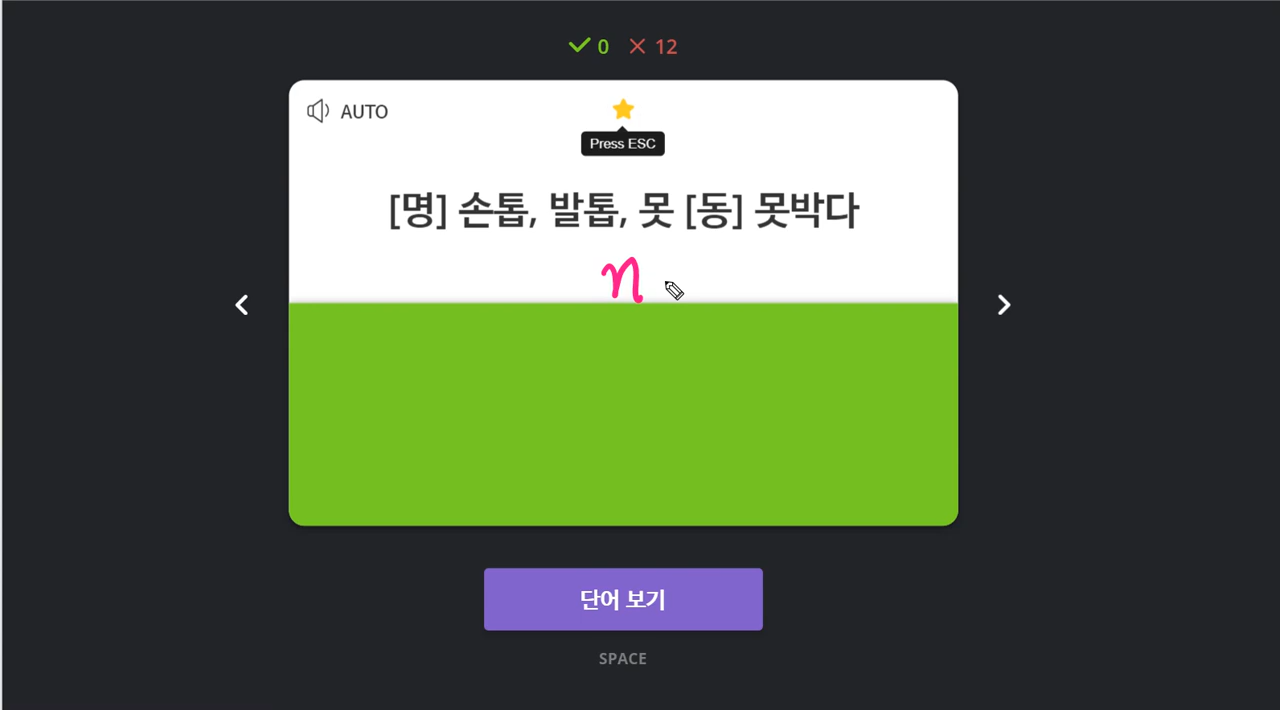 0 12
AUTO
Press ESC
[명] 손톱, 발톱, 못 [동] 못박다
n
단어 보기
SPACE